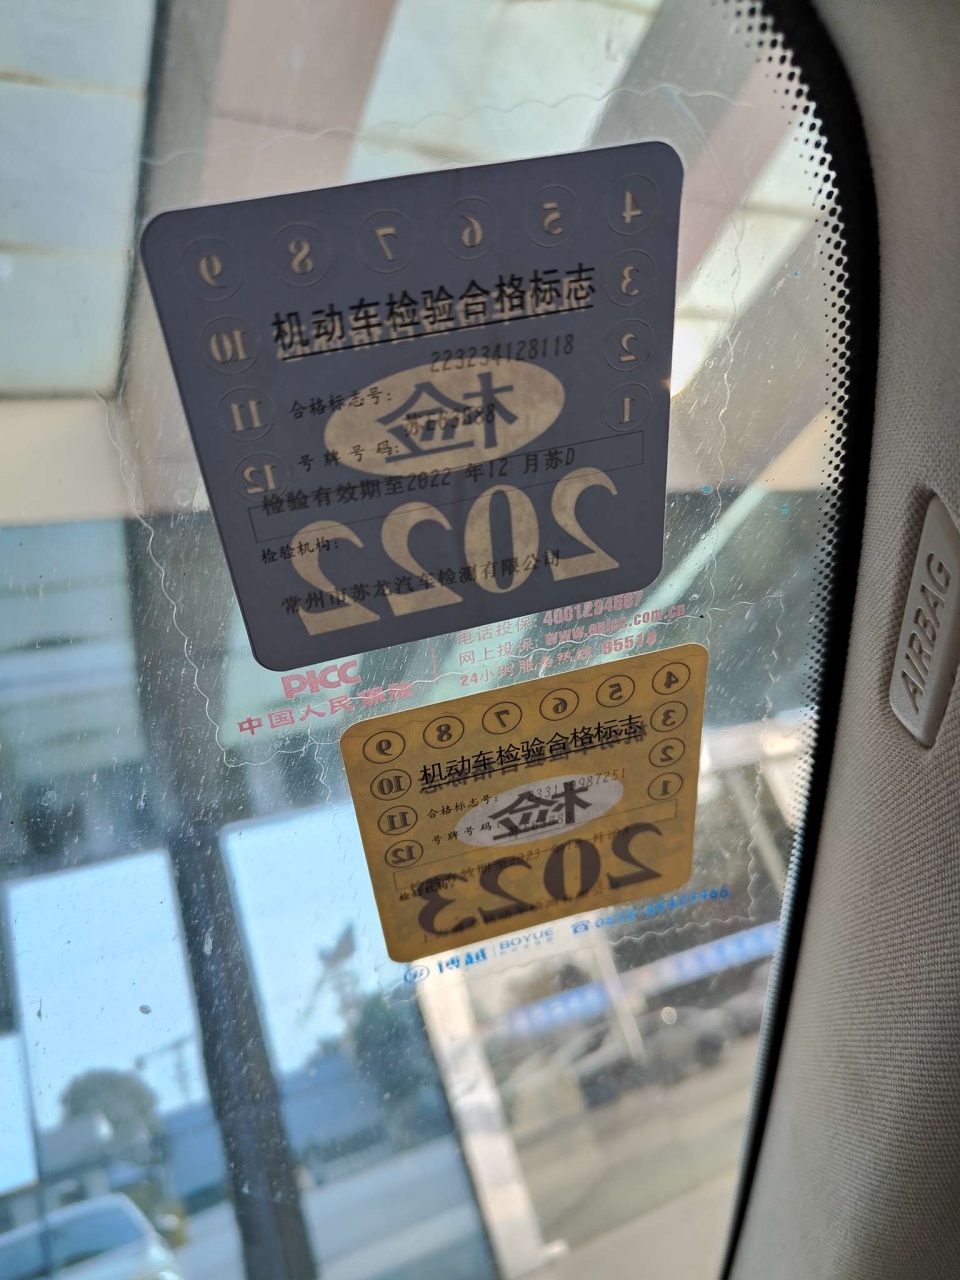 4
5
6
7
8
9
10
11
12
3
2
1
机动车检验合格标志
合格标志号:
223234128118
检
号牌号码:
检验有效期至2022 年12 月苏D
2022
检验机构:
常州市苏龙汽车检测有限公司
PICC
中国人民保险
电话投保 4001234567
网上投保 www.epicc.com.cn
24小时服务热线 95518
4
5
6
7
8
9
10
11
12
3
2
1
机动车检验合格标志
合格标志号:
检
号牌号码:
2023
博越 BOYUE
AIRBAG